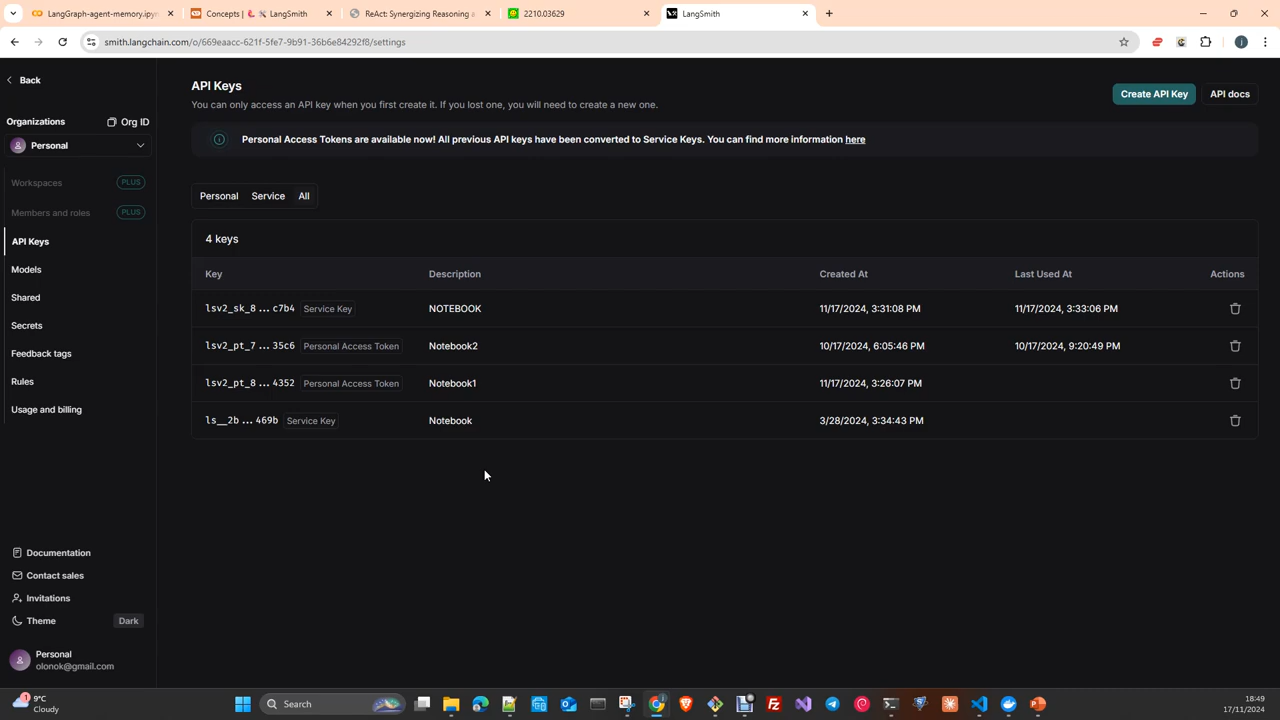 LangGraph-agent-memory.ipyn
Concepts | 🦜🛠️ LangSmith
ReAct: Synergizing Reasoning a
2210.03629
LangSmith
smith.langchain.com/o/669eaacc-621f-5fe7-9b91-36b6e84292f8/settings
Back
API Keys
You can only access an API key when you first create it. If you lost one, you will need to create a new one.
Create API Key
API docs
Organizations
Org ID
Personal
Personal Access Tokens are available now! All previous API keys have been converted to Service Keys. You can find more information here
Workspaces PLUS
Members and roles PLUS
API Keys
Models
Shared
Secrets
Feedback tags
Rules
Usage and billing
Personal Service All
4 keys
Key Description Created At Last Used At Actions
lsv2_sk_8...c7b4 Service Key NOTEBOOK 11/17/2024, 3:31:08 PM 11/17/2024, 3:33:06 PM
lsv2_pt_7...35c6 Personal Access Token Notebook2 10/17/2024, 6:05:46 PM 10/17/2024, 9:20:49 PM
lsv2_pt_8...4352 Personal Access Token Notebook1 11/17/2024, 3:26:07 PM
ls__2b...469b Service Key Notebook 3/28/2024, 3:34:43 PM
Documentation
Contact sales
Invitations
Theme Dark
Personal
olonok@gmail.com
1
9°C
Cloudy
Search
18:49
17/11/2024